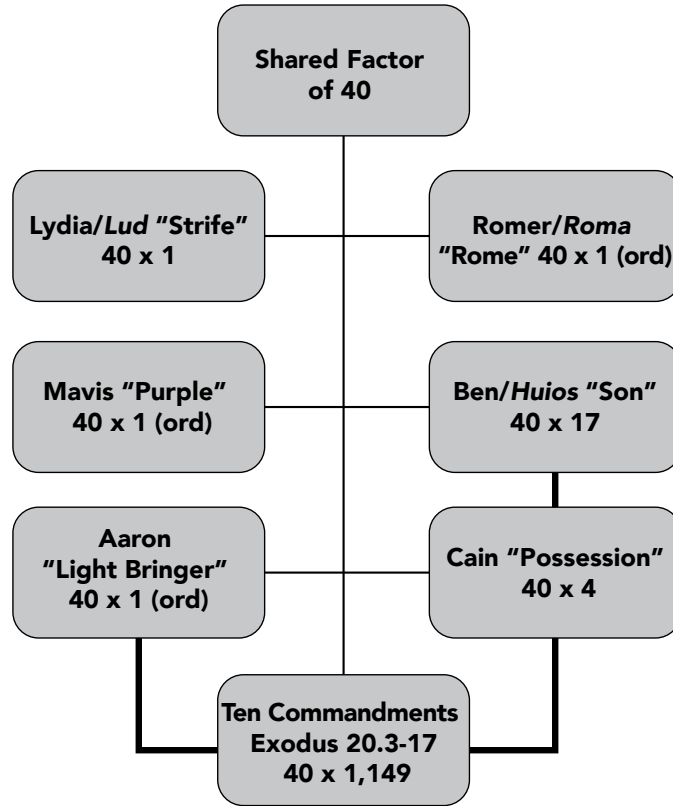 Shared Factor
of 40
Lydia/Lud “Strife”
40 x 1
Romer/Roma
“Rome” 40 x 1 (ord)
Mavis “Purple”
40 x 1 (ord)
Ben/Huios “Son”
40 x 17
Aaron
“Light Bringer”
40 x 1 (ord)
Cain “Possession”
40 x 4
Ten Commandments
Exodus 20.3-17
40 x 1,149